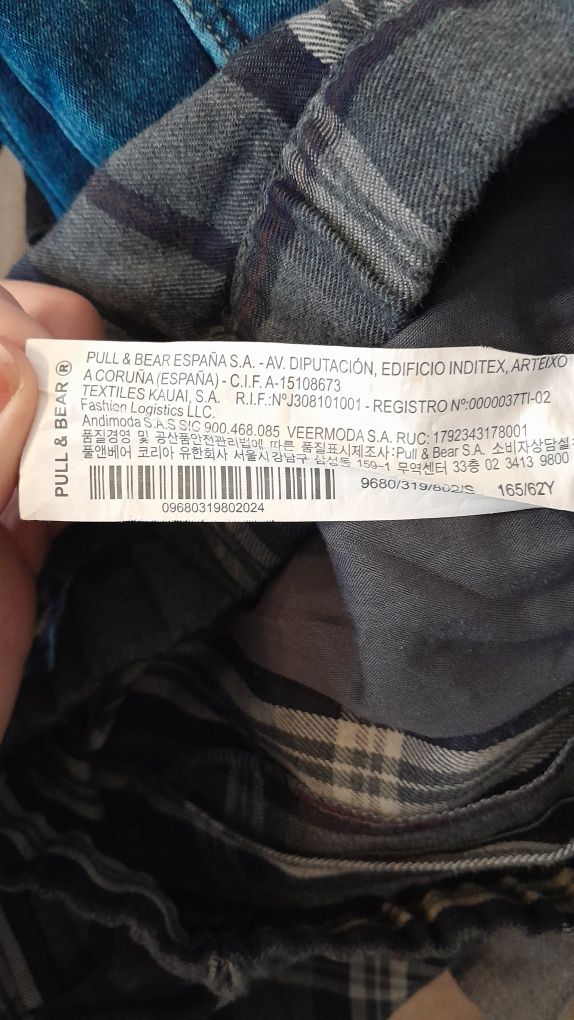 PULL & BEAR ®
PULL & BEAR ESPAÑA S.A. - AV. DIPUTACIÓN, EDIFICIO INDITEX, ARTEIXO
A CORUÑA (ESPAÑA) - C.I.F. A-15108673
TEXTILES KAUAI, S.A. R.I.F.:NºJ308101001 - REGISTRO Nº:0000037TI-02
Fashion Logistics LLC.
Andimoda S.A.S SIC 900.468.085 VEERMODA S.A. RUC: 1792343178001
품질경영 및 공산품안전관리법에 따른 품질표시제조사:Pull & Bear S.A. 소비자상담실:
풀앤베어 코리아 유한회사 서울시 강남구 삼성동 159-1 무역센터 33층 02 3413 9800
09680319802024
9680/319/802/S 165/62Y